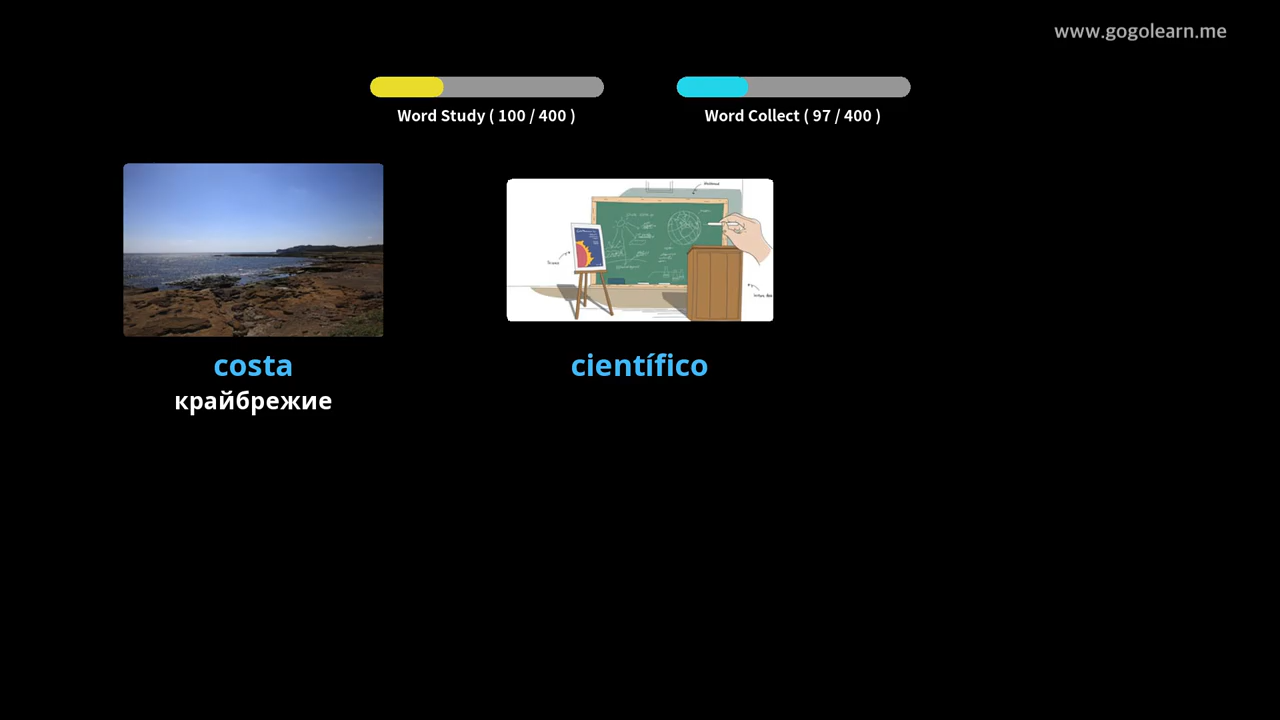 www.gogolearn.me
Word Study ( 100 / 400 )
Word Collect ( 97 / 400 )
costa
крайбрежие
científico